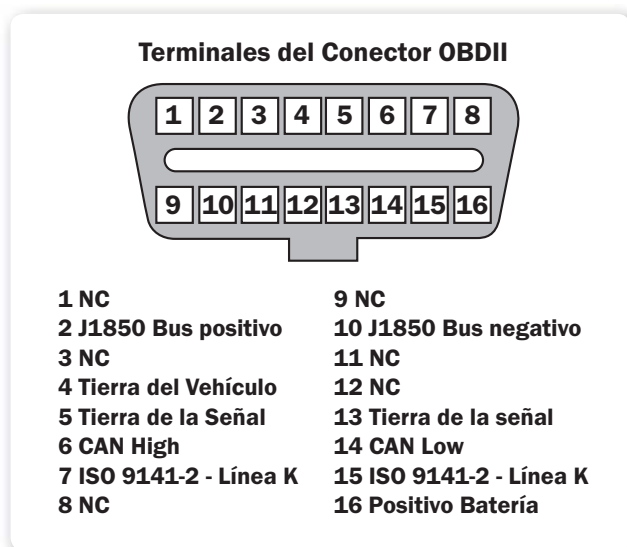 Terminales del Conector OBDII
1 2 3 4 5 6 7 8
9 10 11 12 13 14 15 16
1 NC
2 J1850 Bus positivo
3 NC
4 Tierra del Vehículo
5 Tierra de la Señal
6 CAN High
7 ISO 9141-2 - Línea K
8 NC
9 NC
10 J1850 Bus negativo
11 NC
12 NC
13 Tierra de la señal
14 CAN Low
15 ISO 9141-2 - Línea K
16 Positivo Batería